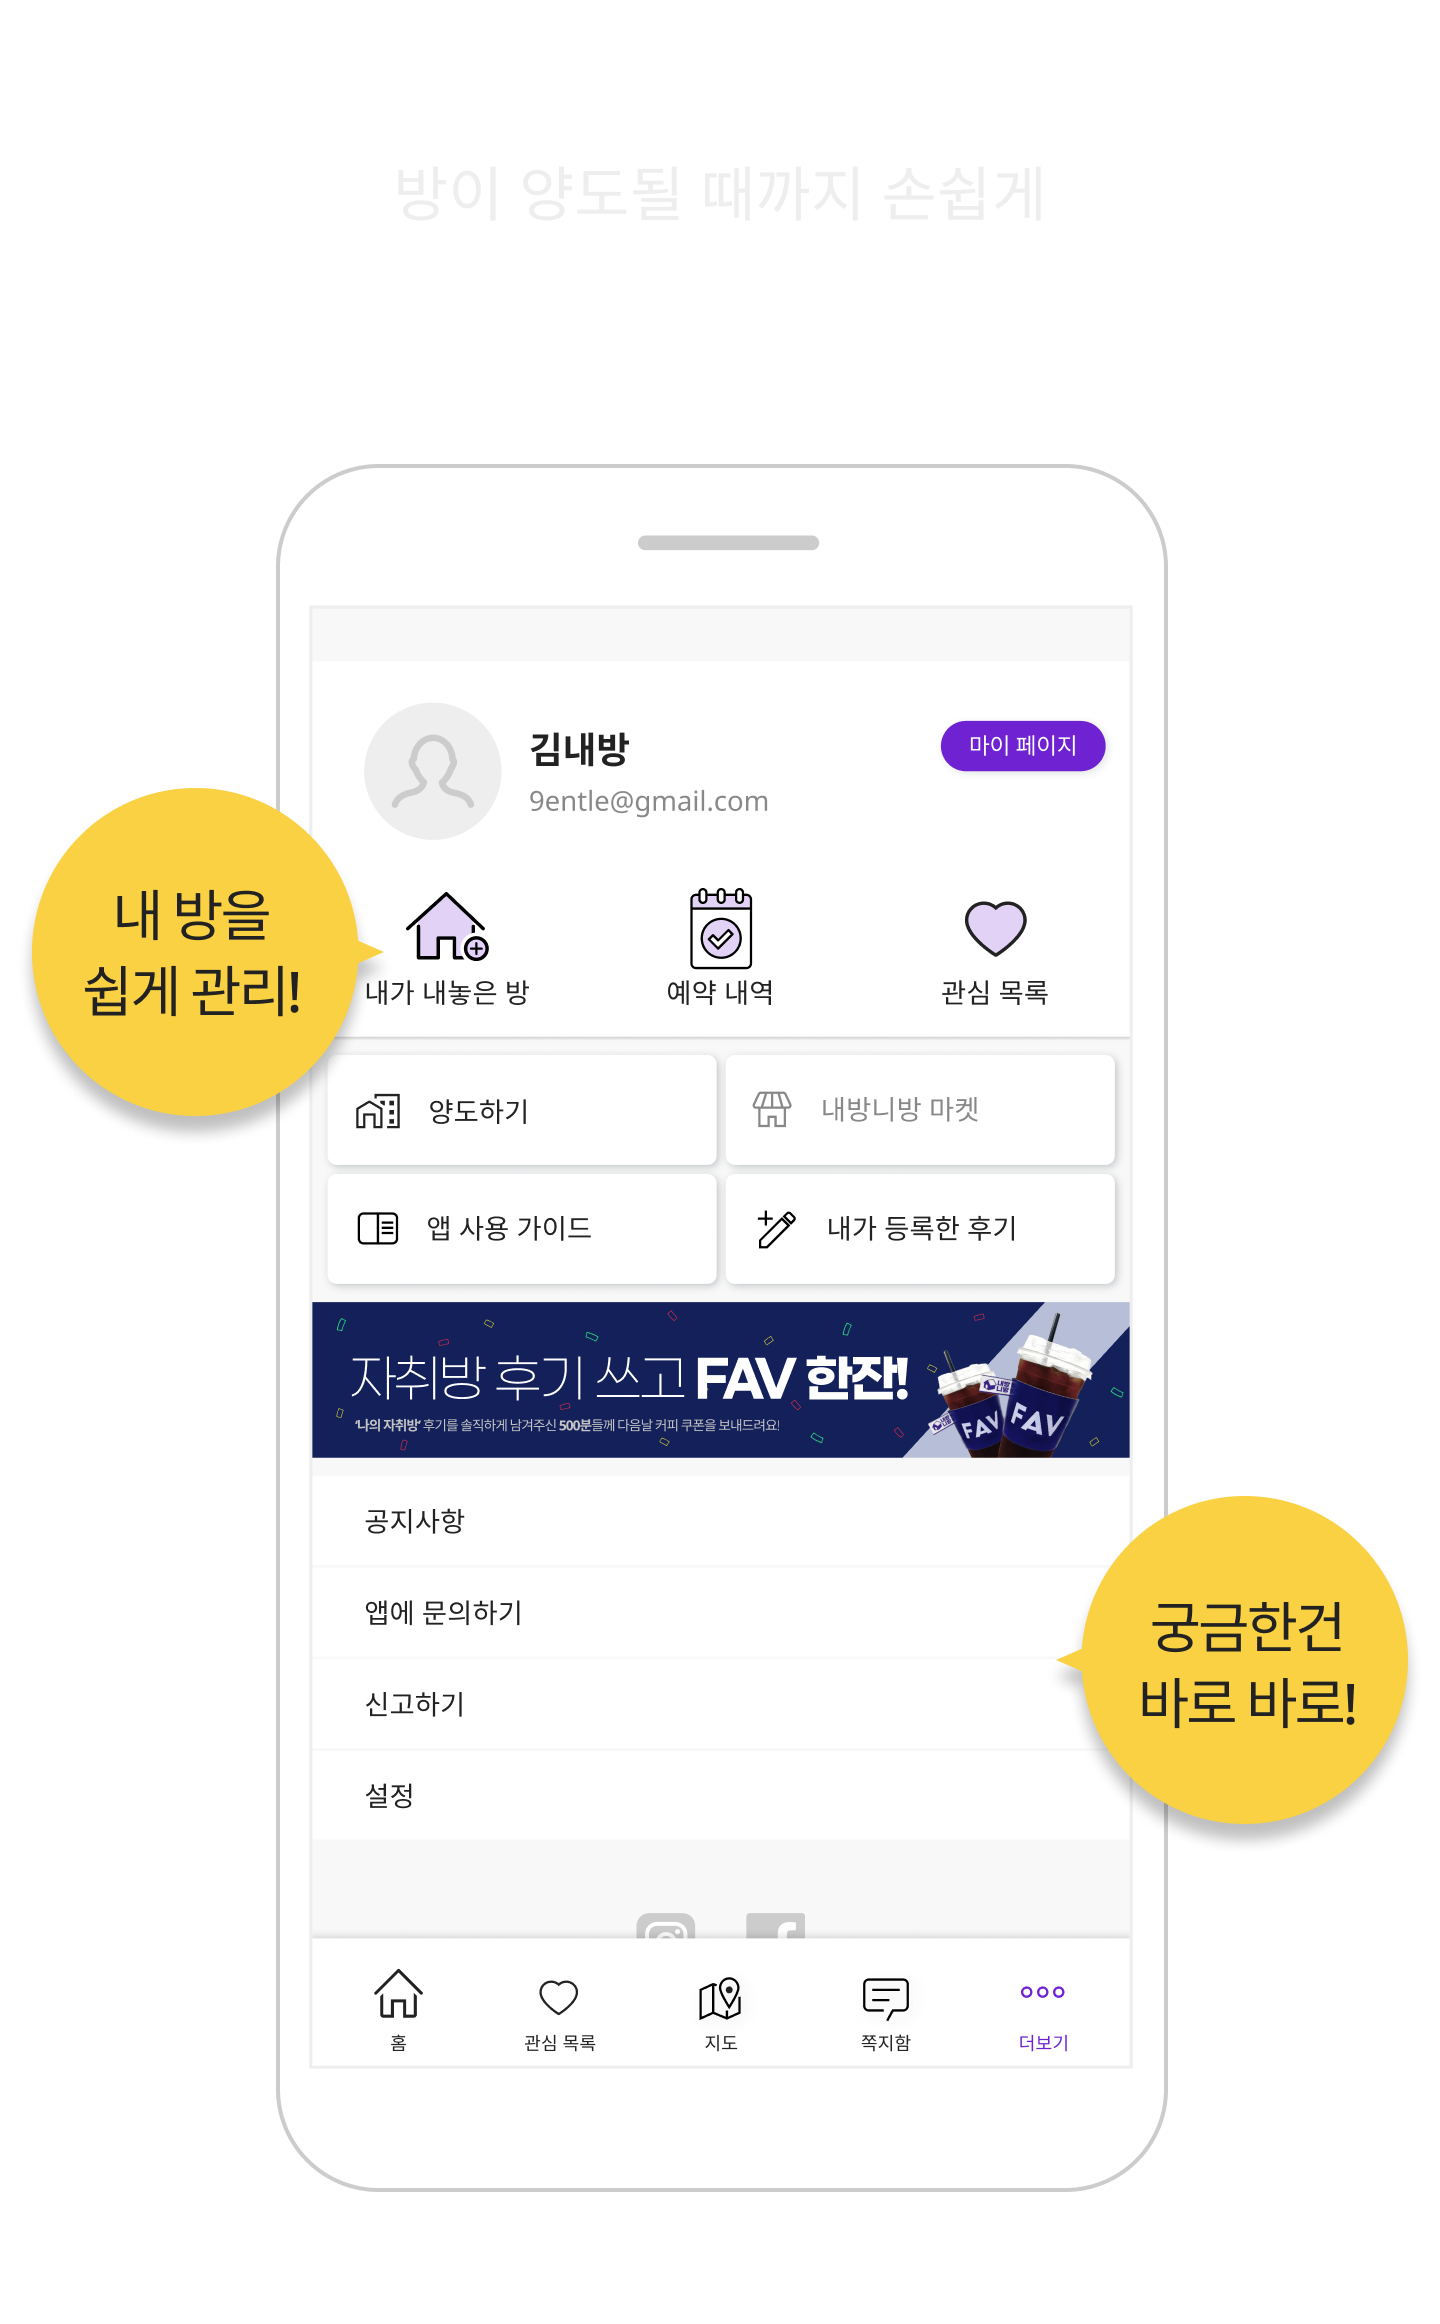 방이 양도될 때까지 손쉽게
김내방
마이 페이지
9entle@gmail.com
내 방을
쉽게 관리!
내가 내놓은 방
예약 내역
관심 목록
양도하기
내방니방 마켓
앱 사용 가이드
내가 등록한 후기
자취방 후기 쓰고 FAV 한잔!
'나의 자취방' 후기를 솔직하게 남겨주신 500분들께 다음날 커피 쿠폰을 보내드려요!
내방
니방
FAV
FAV
공지사항
앱에 문의하기
신고하기
설정
궁금한건
바로 바로!
홈
관심 목록
지도
쪽지함
더보기